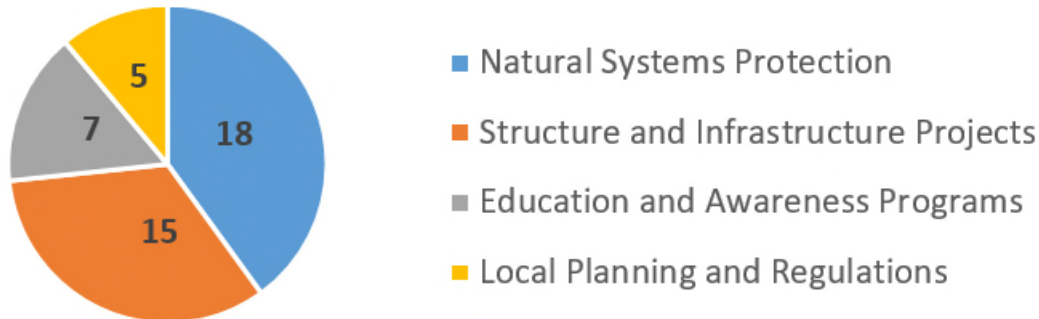 5
7
18
15
Natural Systems Protection
Structure and Infrastructure Projects
Education and Awareness Programs
Local Planning and Regulations